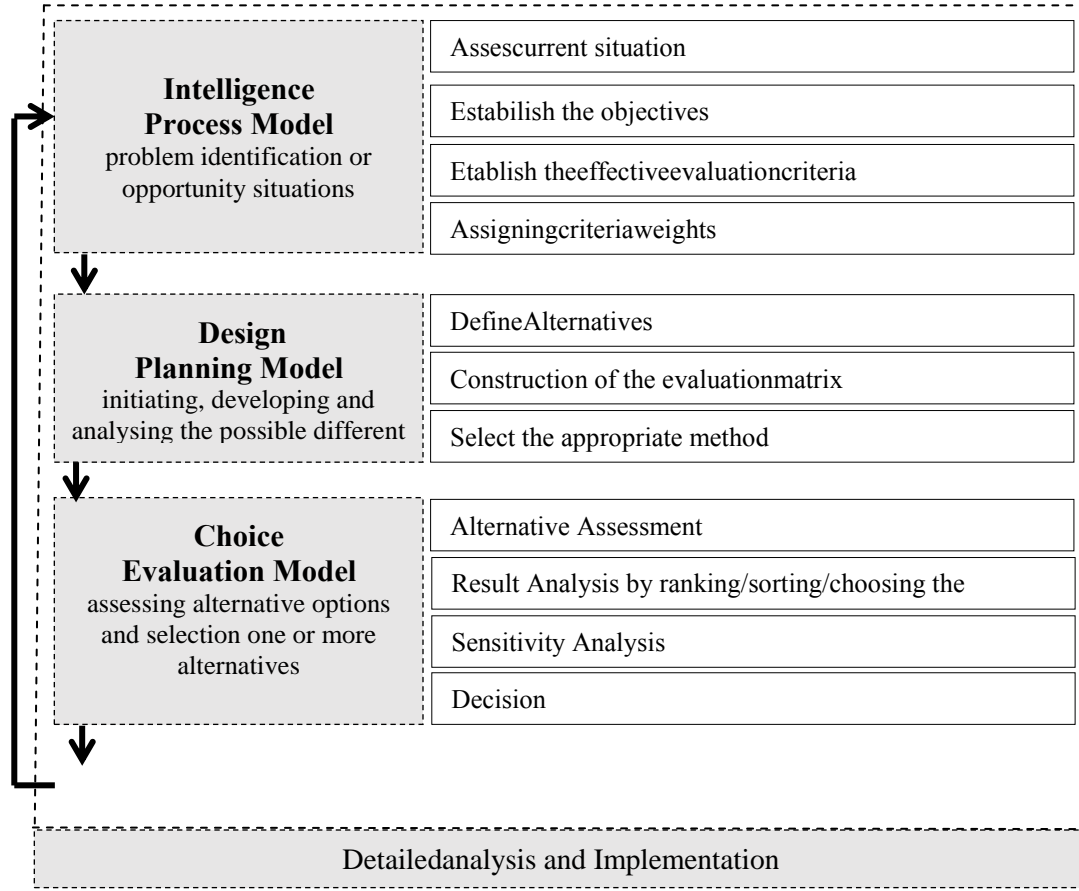 Intelligence
Process Model
problem identification or
opportunity situations
Assescurrent situation
Estabilish the objectives
Etablish theeffectiveevaluationcriteria
Assigningcriteriaweights
Design
Planning Model
initiating, developing and
analysing the possible different
DefineAlternatives
Construction of the evaluationmatrix
Select the appropriate method
Choice
Evaluation Model
assessing alternative options
and selection one or more
alternatives
Alternative Assessment
Result Analysis by ranking/sorting/choosing the
Sensitivity Analysis
Decision
Detailedanalysis and Implementation